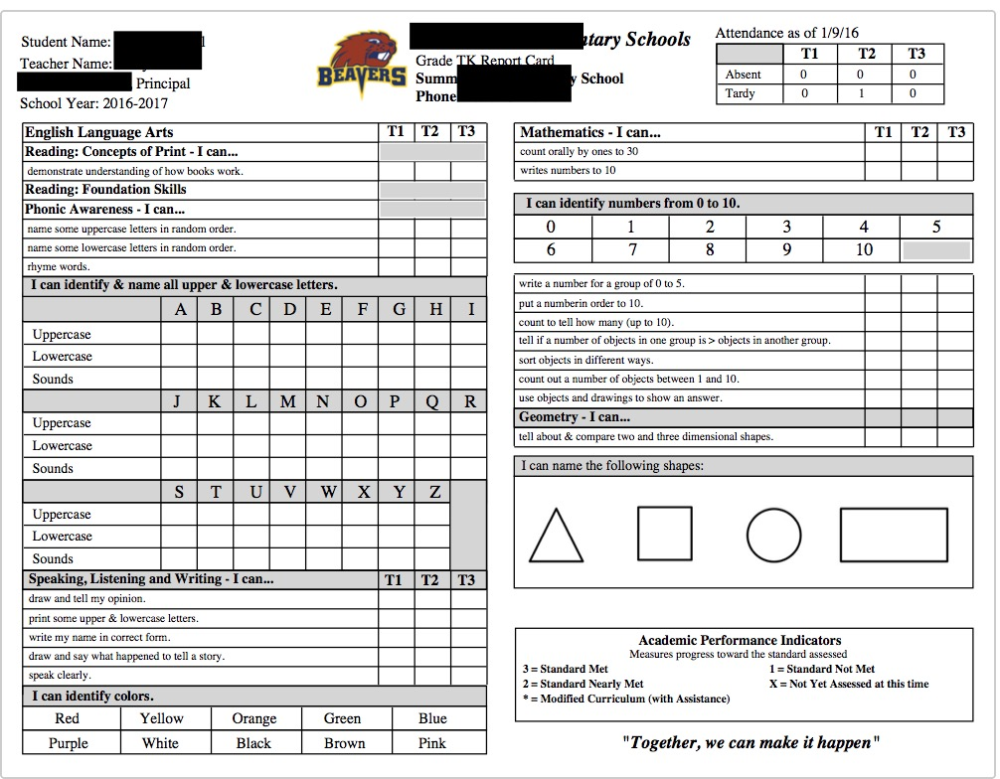 Student Name:
Teacher Name:
Principal
School Year: 2016-2017
BEAVERS
ntary Schools
Grade TK Report Card
Summ y School
Phone
Attendance as of 1/9/16
T1 T2 T3
Absent 0 0 0
Tardy 0 1 0
English Language Arts T1 T2 T3
Reading: Concepts of Print - I can...
demonstrate understanding of how books work.
Reading: Foundation Skills
Phonic Awareness - I can...
name some uppercase letters in random order.
name some lowercase letters in random order.
rhyme words.
I can identify & name all upper & lowercase letters.
A B C D E F G H I
Uppercase
Lowercase
Sounds
J K L M N O P Q R
Uppercase
Lowercase
Sounds
S T U V W X Y Z
Uppercase
Lowercase
Sounds
Speaking, Listening and Writing - I can... T1 T2 T3
draw and tell my opinion.
print some upper & lowercase letters.
write my name in correct form.
draw and say what happened to tell a story.
speak clearly.
I can identify colors.
Red Yellow Orange Green Blue
Purple White Black Brown Pink
Mathematics - I can... T1 T2 T3
count orally by ones to 30
writes numbers to 10
I can identify numbers from 0 to 10.
0 1 2 3 4 5
6 7 8 9 10
write a number for a group of 0 to 5.
put a numberin order to 10.
count to tell how many (up to 10).
tell if a number of objects in one group is > objects in another group.
sort objects in different ways.
count out a number of objects between 1 and 10.
use objects and drawings to show an answer.
Geometry - I can...
tell about & compare two and three dimensional shapes.
I can name the following shapes:
Academic Performance Indicators
Measures progress toward the standard assessed
3 = Standard Met 1 = Standard Not Met
2 = Standard Nearly Met X = Not Yet Assessed at this time
* = Modified Curriculum (with Assistance)
"Together, we can make it happen"